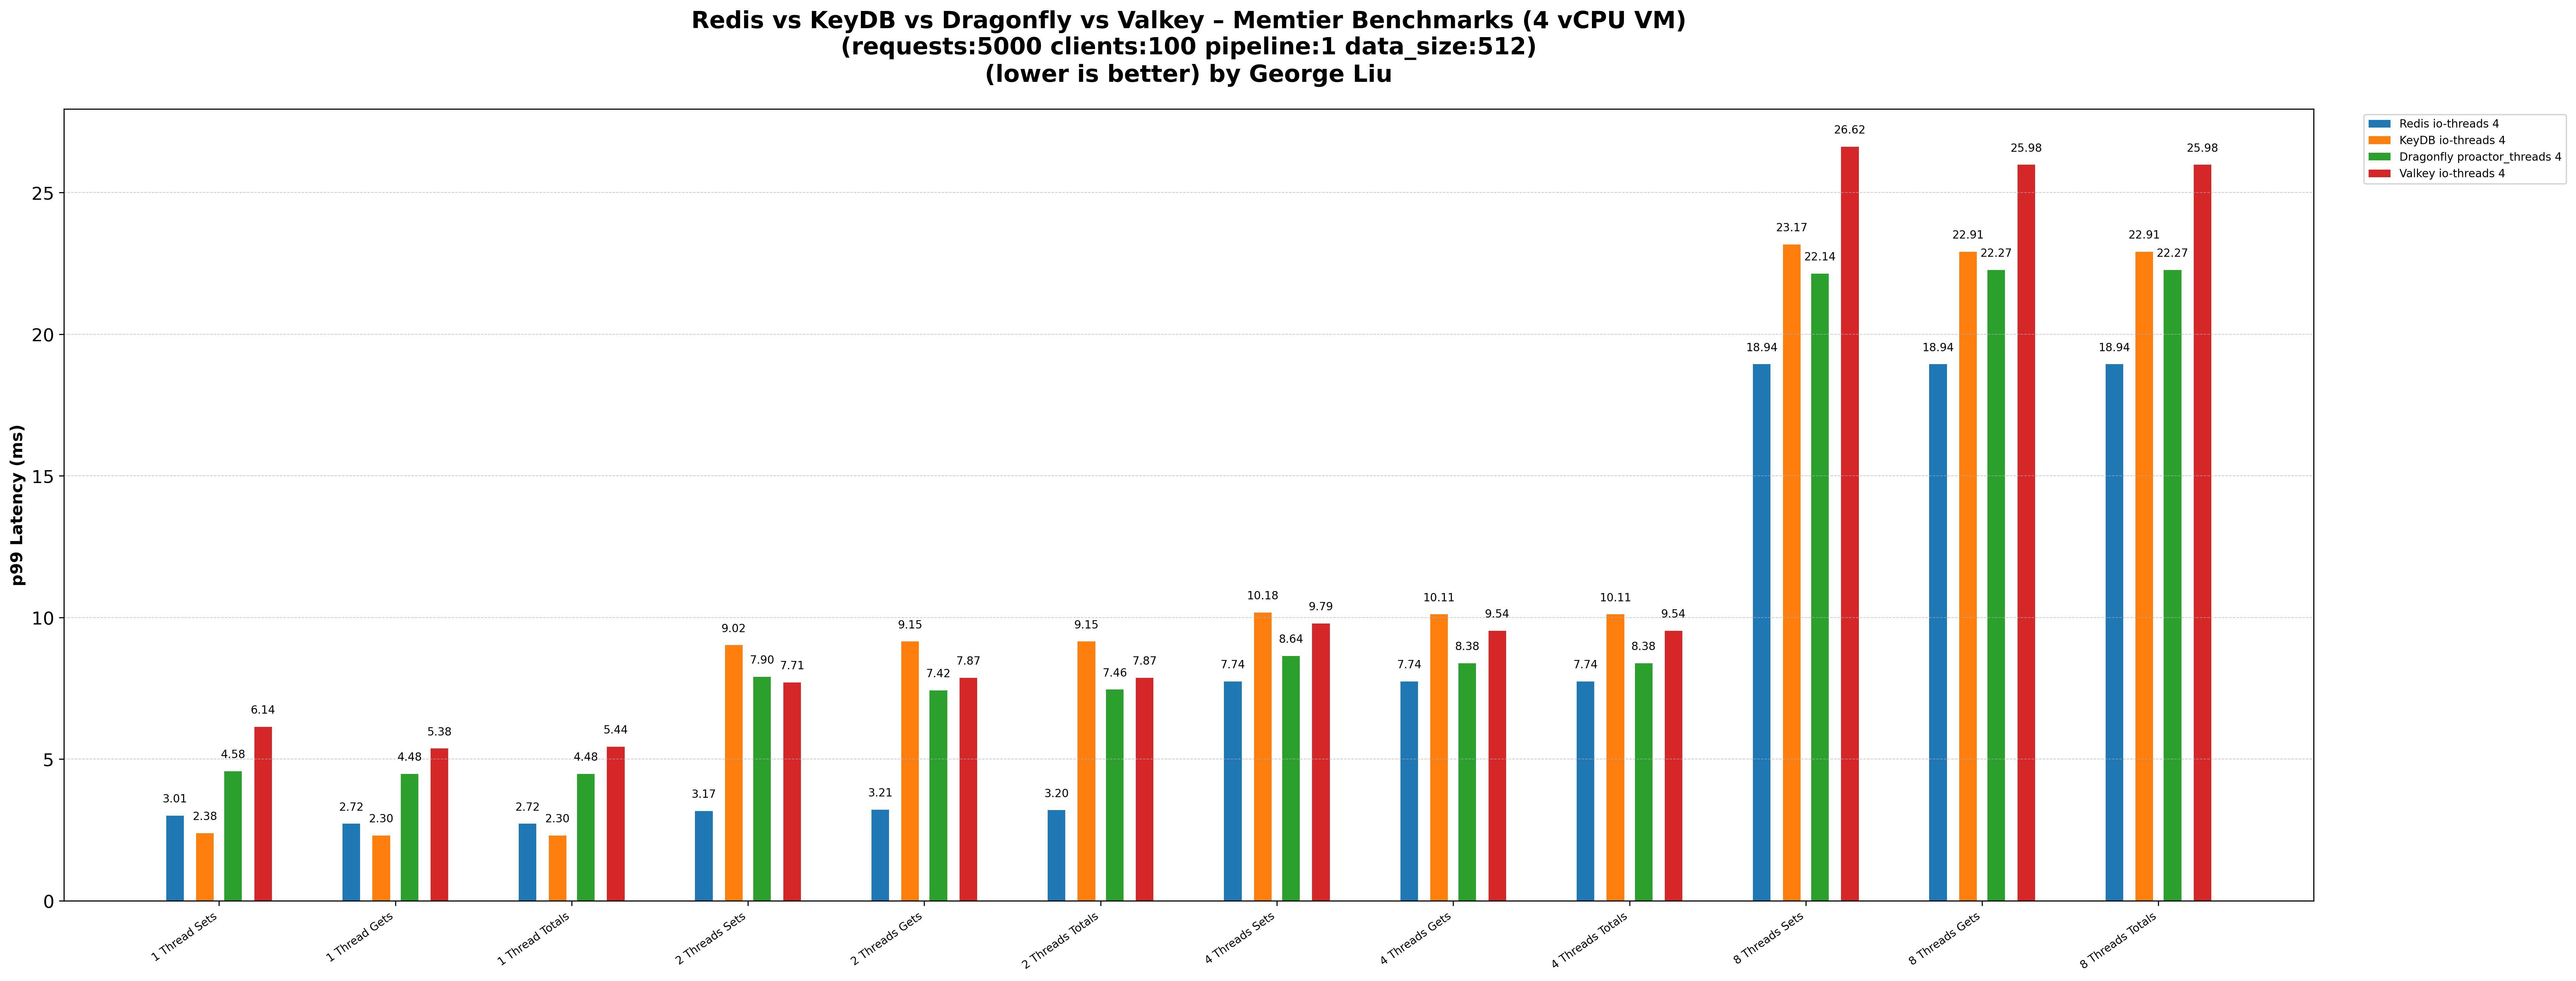 Redis vs KeyDB vs Dragonfly vs Valkey – Memtier Benchmarks (4 vCPU VM)
(requests:5000 clients:100 pipeline:1 data_size:512)
(lower is better) by George Liu
Redis io-threads 4
KeyDB io-threads 4
Dragonfly proactor_threads 4
Valkey io-threads 4
p99 Latency (ms)
25
20
15
10
5
0
3.01
2.38
4.58
6.14
2.72
2.30
4.48
5.38
2.72
2.30
4.48
5.44
3.17
9.02
7.90
7.71
3.21
9.15
7.42
7.87
3.20
9.15
7.46
7.87
7.74
10.18
8.64
9.79
7.74
10.11
8.38
9.54
7.74
10.11
8.38
9.54
18.94
23.17
22.14
26.62
18.94
22.91
22.27
25.98
18.94
22.91
22.27
25.98
1 Thread Sets
1 Thread Gets
1 Thread Totals
2 Threads Sets
2 Threads Gets
2 Threads Totals
4 Threads Sets
4 Threads Gets
4 Threads Totals
8 Threads Sets
8 Threads Gets
8 Threads Totals